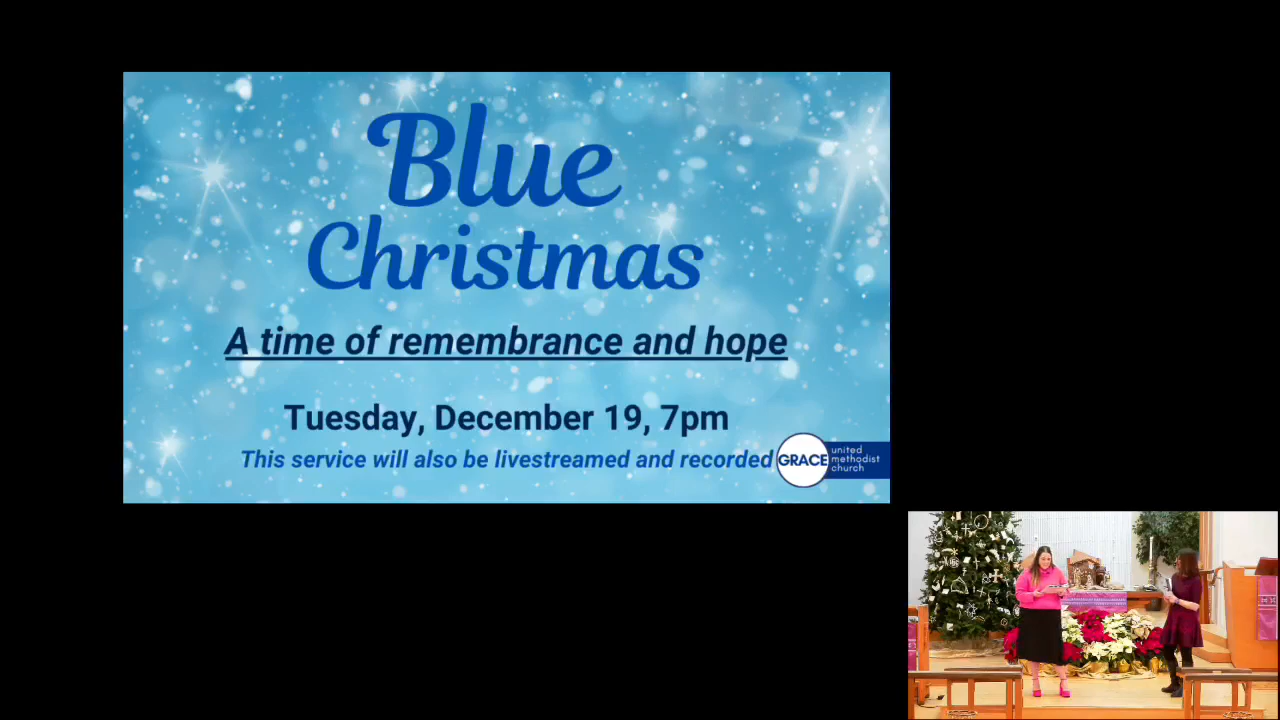 Blue
Christmas
A time of remembrance and hope
Tuesday, December 19, 7pm
This service will also be livestreamed and recorded
GRACE
united
methodist
church